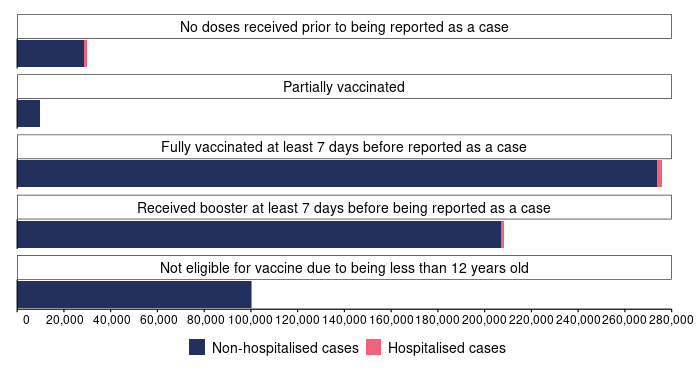 No doses received prior to being reported as a case
Partially vaccinated
Fully vaccinated at least 7 days before reported as a case
Received booster at least 7 days before being reported as a case
Not eligible for vaccine due to being less than 12 years old
0 20,000 40,000 60,000 80,000 100,000 120,000 140,000 160,000 180,000 200,000 220,000 240,000 260,000 280,000
Non-hospitalised cases Hospitalised cases